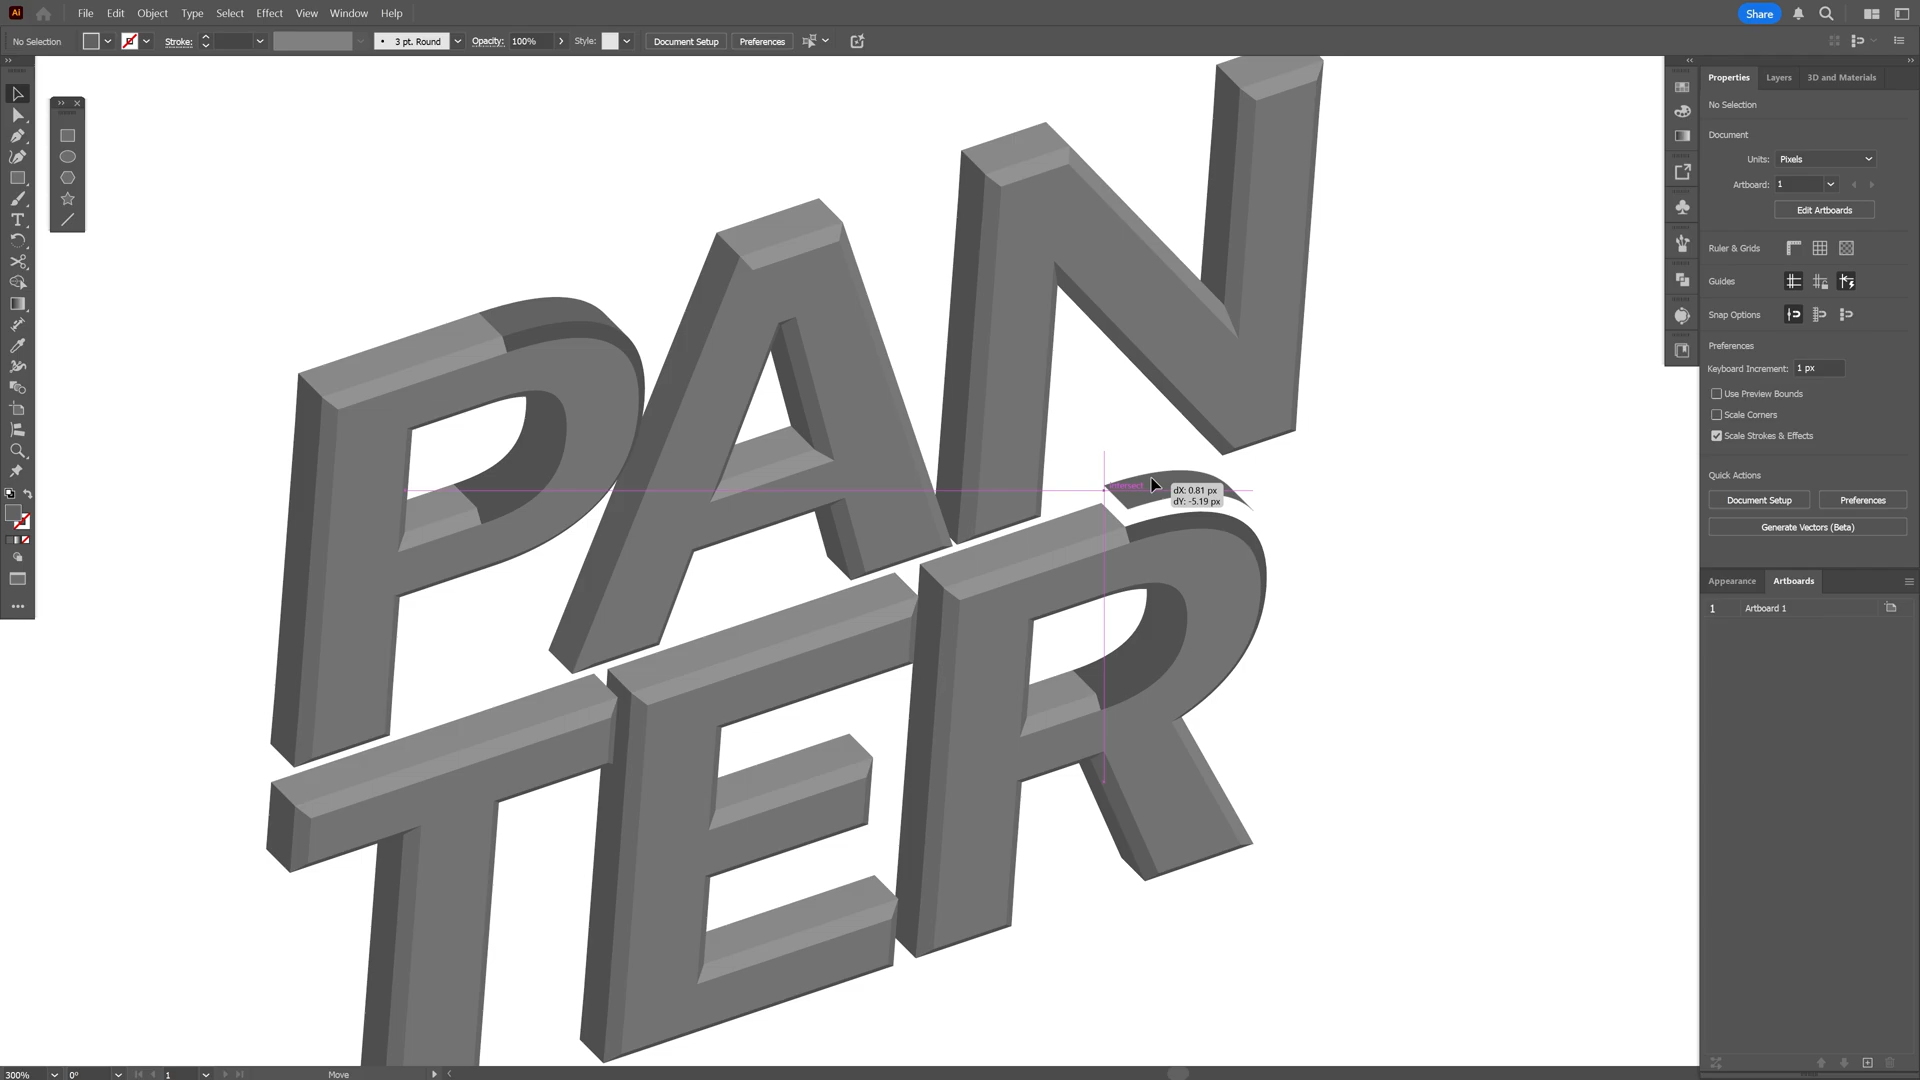 Ai File Edit Object Type Select Effect View Window Help Share
No Selection Stroke: 3 pt. Round Opacity: 100% Style: Document Setup Preferences
Properties Layers 3D and Materials
No Selection
Document
Units: Pixels
Artboard: 1
Edit Artboards
Ruler & Grids
Guides
Snap Options
Preferences
Keyboard Increment: 1 px
Use Preview Bounds
Scale Corners
Scale Strokes & Effects
Quick Actions
Document Setup Preferences
Generate Vectors (Beta)
Appearance Artboards
1 Artboard 1
PAN
TER
intersect
dX: 0.81 px
dY: -5.19 px
300% 0° 1 Move